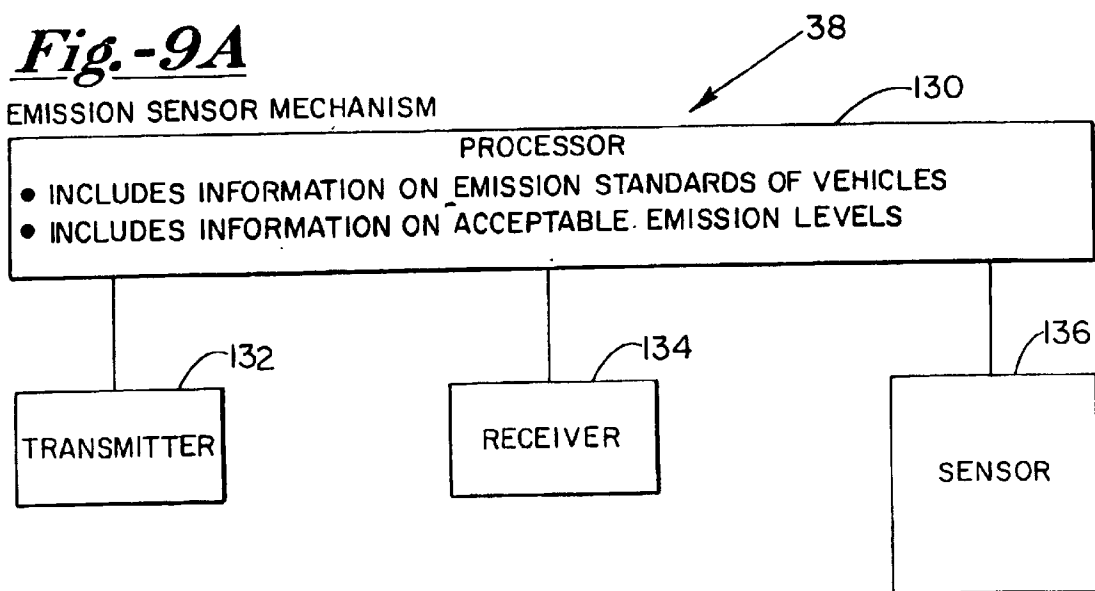 Fig.-9A
38
EMISSION SENSOR MECHANISM
130
PROCESSOR
• INCLUDES INFORMATION ON EMISSION STANDARDS OF VEHICLES
• INCLUDES INFORMATION ON ACCEPTABLE EMISSION LEVELS
132
134
136
TRANSMITTER
RECEIVER
SENSOR